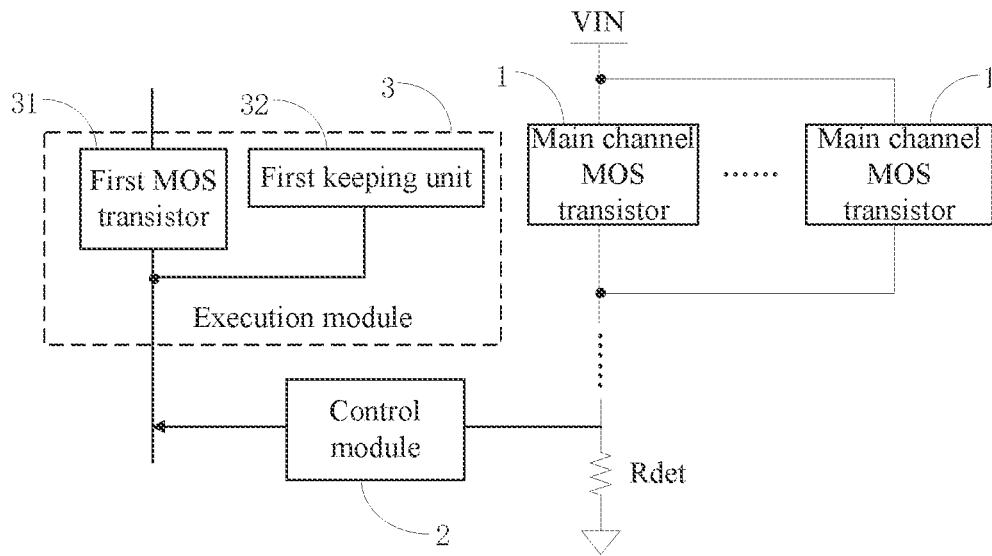 VIN
1
1
31
32
3
First MOS
transistor
First keeping unit
Main channel
MOS
transistor
......
Main channel
MOS
transistor
Execution module
Control
module
Rdet
2